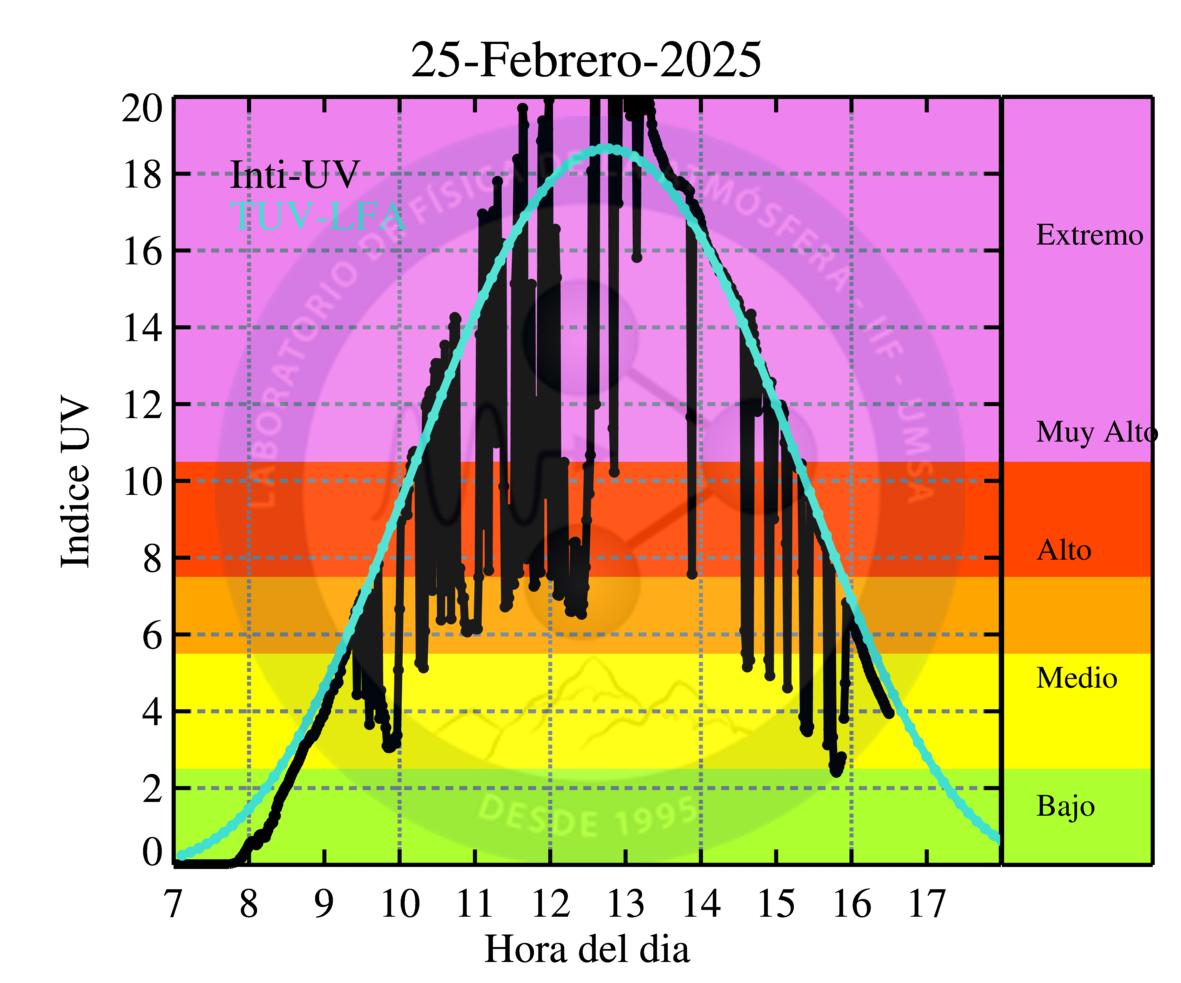 25-Febrero-2025
Indice UV
20
18
16
14
12
10
8
6
4
2
0
Inti-UV
TUV-LFA
LABORATORIO DE FÍSICA DE LA ATMÓSFERA - IIF - UMSA
DESDE 1995
Extremo
Muy Alto
Alto
Medio
Bajo
7 8 9 10 11 12 13 14 15 16 17
Hora del dia